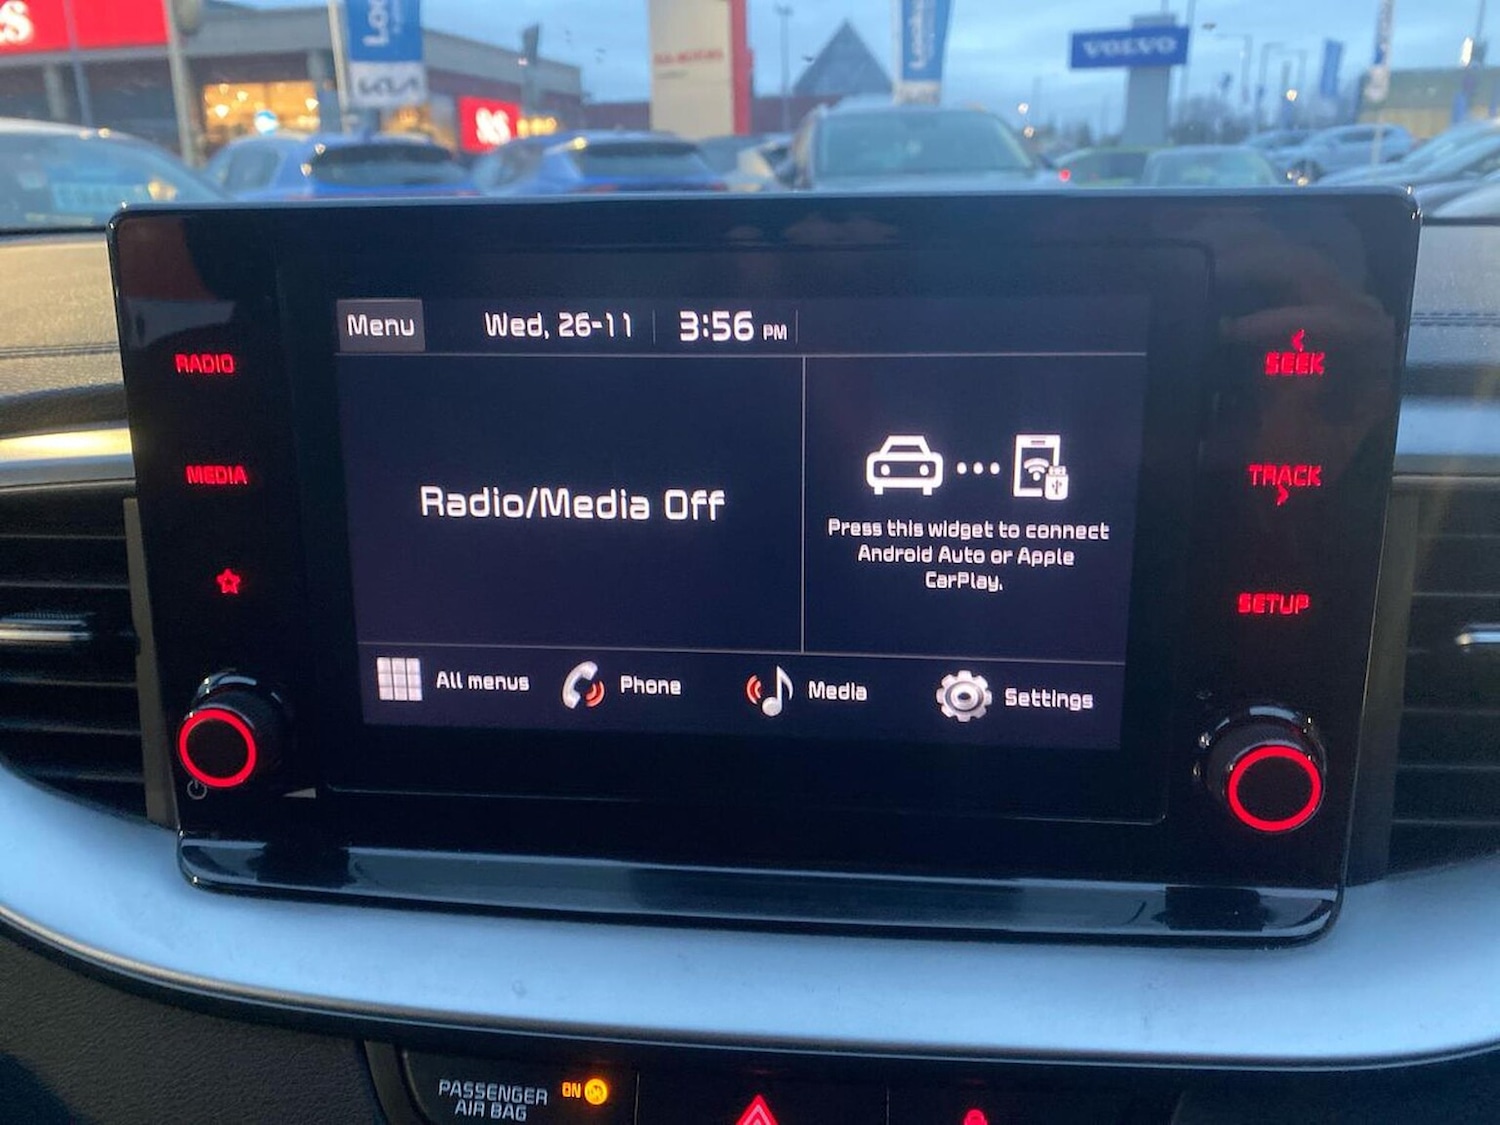 KIA
VOLVO
Menu
Wed, 26-11
3:56 PM
RADIO
MEDIA
Radio/Media Off
Press this widget to connect
Android Auto or Apple
CarPlay.
All menus
Phone
Media
Settings
SEEK
TRACK
SETUP
PASSENGER
AIR BAG
ON